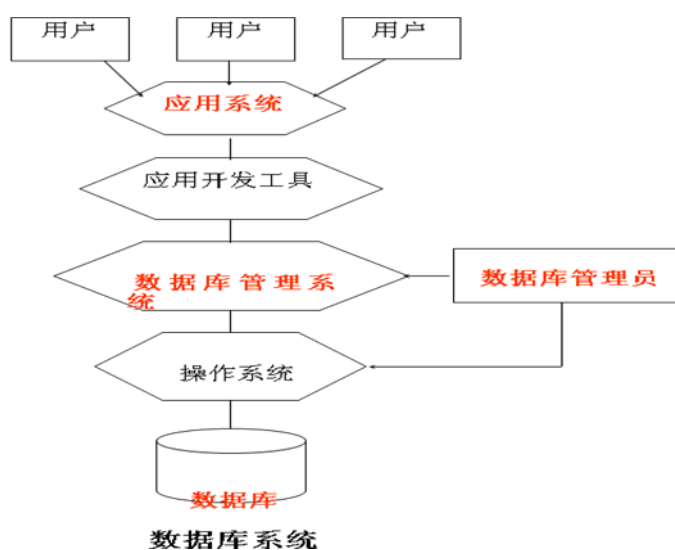 用户
用户
用户
应用系统
应用开发工具
数据库管理系
统
数据库管理员
操作系统
数据库
数据库系统